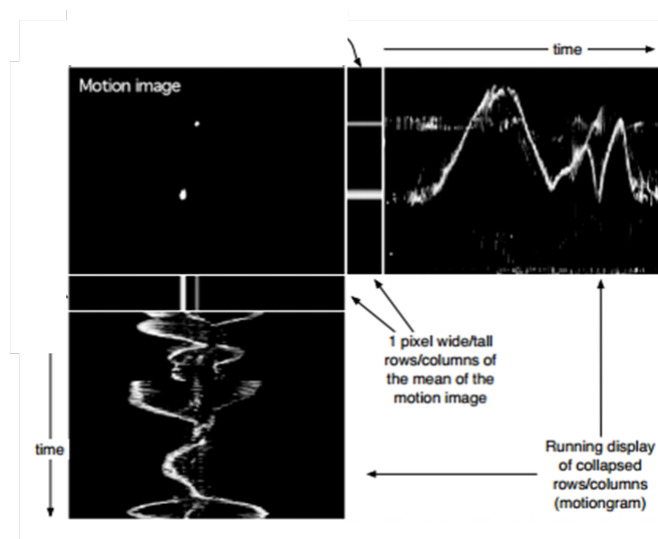 time
Motion image
1 pixel wide/tall
rows/columns of
the mean of the
motion image
time
Running display
of collapsed
rows/columns
(motiongram)